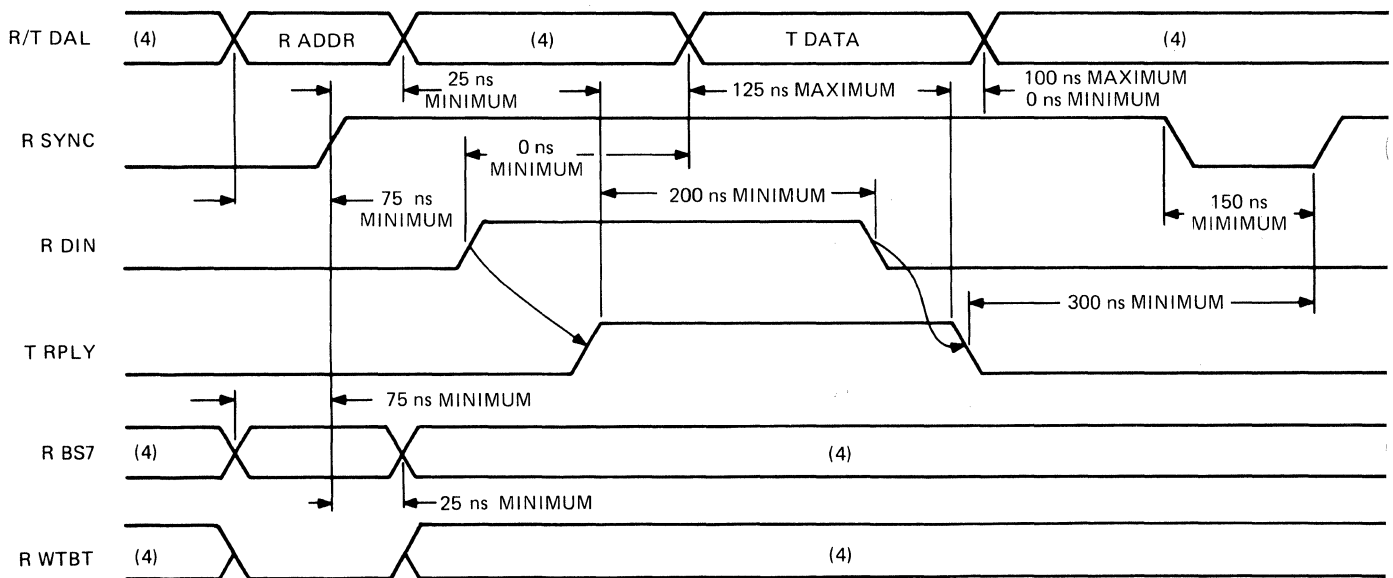 R/T DAL (4) R ADDR (4) T DATA (4)
25 ns
MINIMUM
125 ns MAXIMUM
100 ns MAXIMUM
0 ns MINIMUM
R SYNC
0 ns
MINIMUM
75 ns
MINIMUM
200 ns MINIMUM
150 ns
MIMIMUM
R DIN
300 ns MINIMUM
T RPLY
75 ns MINIMUM
R BS7 (4) (4)
25 ns MINIMUM
R WTBT (4) (4)